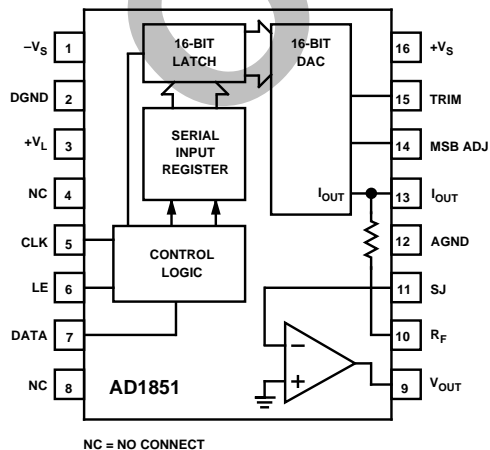 –VS 1
DGND 2
+VL 3
NC 4
CLK 5
LE 6
DATA 7
NC 8
16-BIT
LATCH
SERIAL
INPUT
REGISTER
CONTROL
LOGIC
16-BIT
DAC
IOUT
–
+
AD1851
16 +VS
15 TRIM
14 MSB ADJ
13 IOUT
12 AGND
11 SJ
10 RF
9 VOUT
NC = NO CONNECT